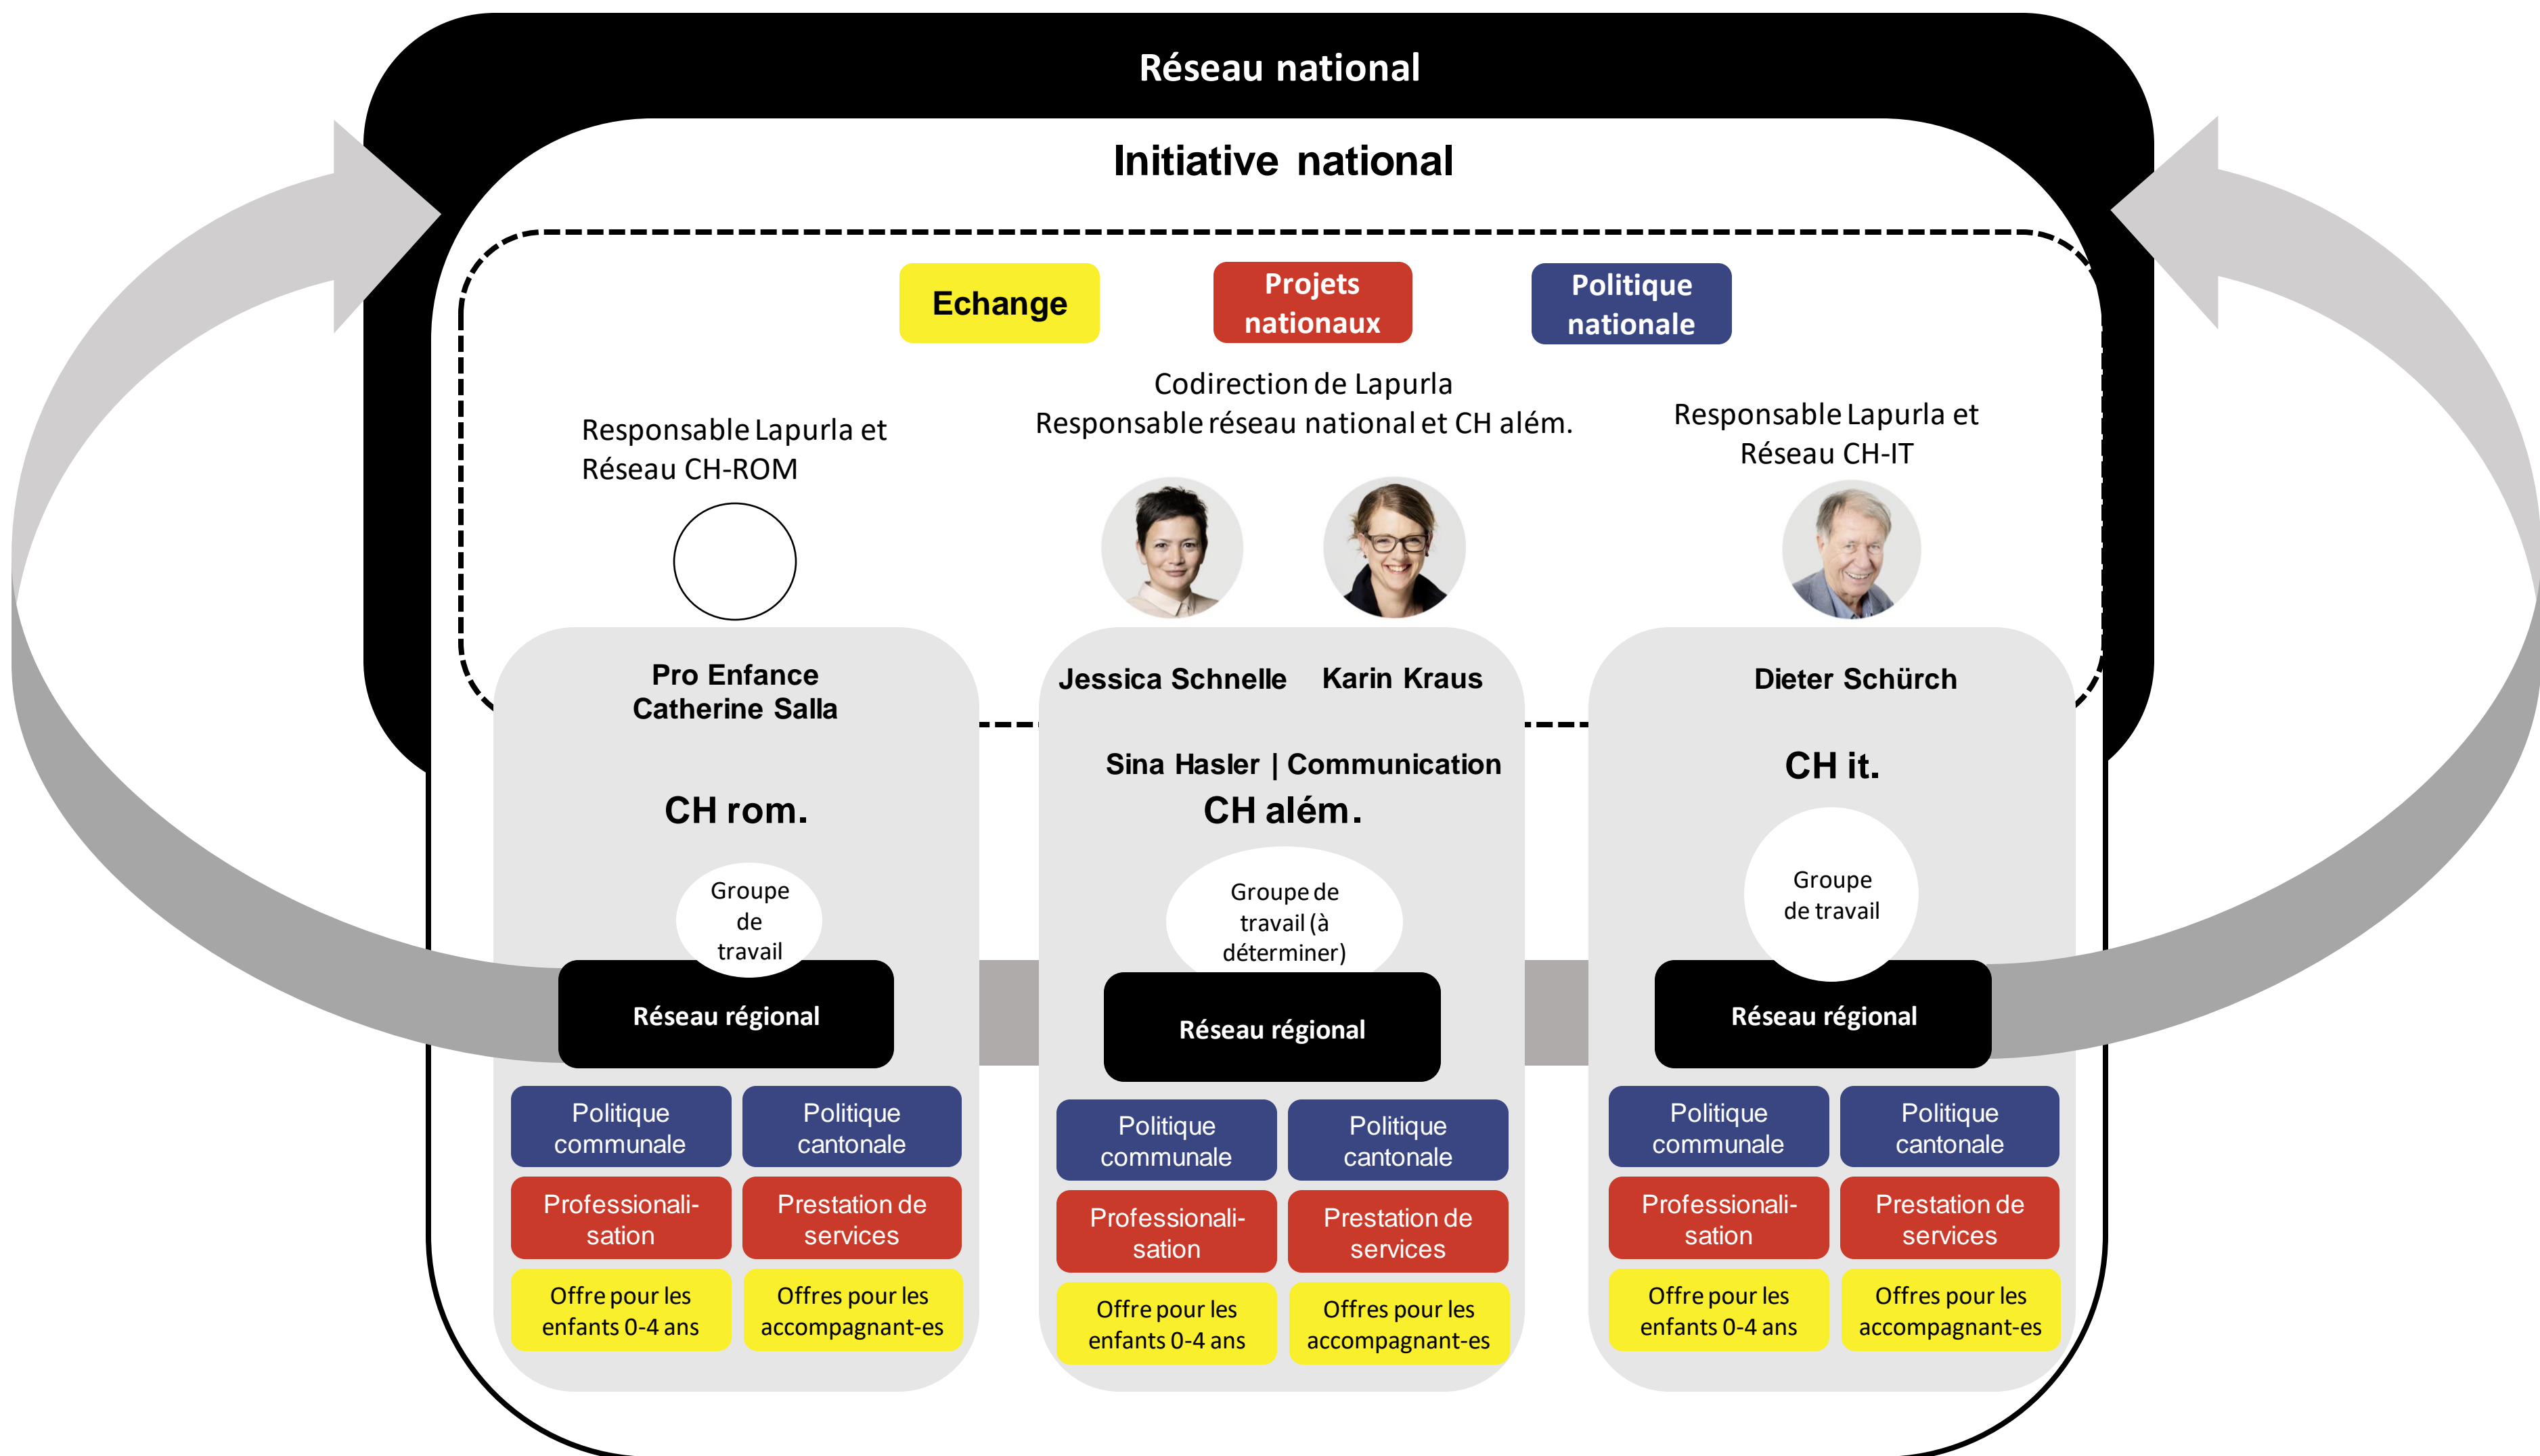 Réseau national
Initiative national
Echange
Projets
nationaux
Politique
nationale
Responsable Lapurla et
Réseau CH-ROM
Codirection de Lapurla
Responsable réseau national et CH além.
Responsable Lapurla et
Réseau CH-IT
Pro Enfance
Catherine Salla
CH rom.
Groupe
de
travail
Réseau régional
Politique
communale
Politique
cantonale
Professionali-
sation
Prestation de
services
Offre pour les
enfants 0-4 ans
Offres pour les
accompagnant-es
Jessica Schnelle
Karin Kraus
Sina Hasler | Communication
CH além.
Groupe de
travail (à
déterminer)
Réseau régional
Politique
communale
Politique
cantonale
Professionali-
sation
Prestation de
services
Offre pour les
enfants 0-4 ans
Offres pour les
accompagnant-es
Dieter Schürch
CH it.
Groupe
de travail
Réseau régional
Politique
communale
Politique
cantonale
Professionali-
sation
Prestation de
services
Offre pour les
enfants 0-4 ans
Offres pour les
accompagnant-es